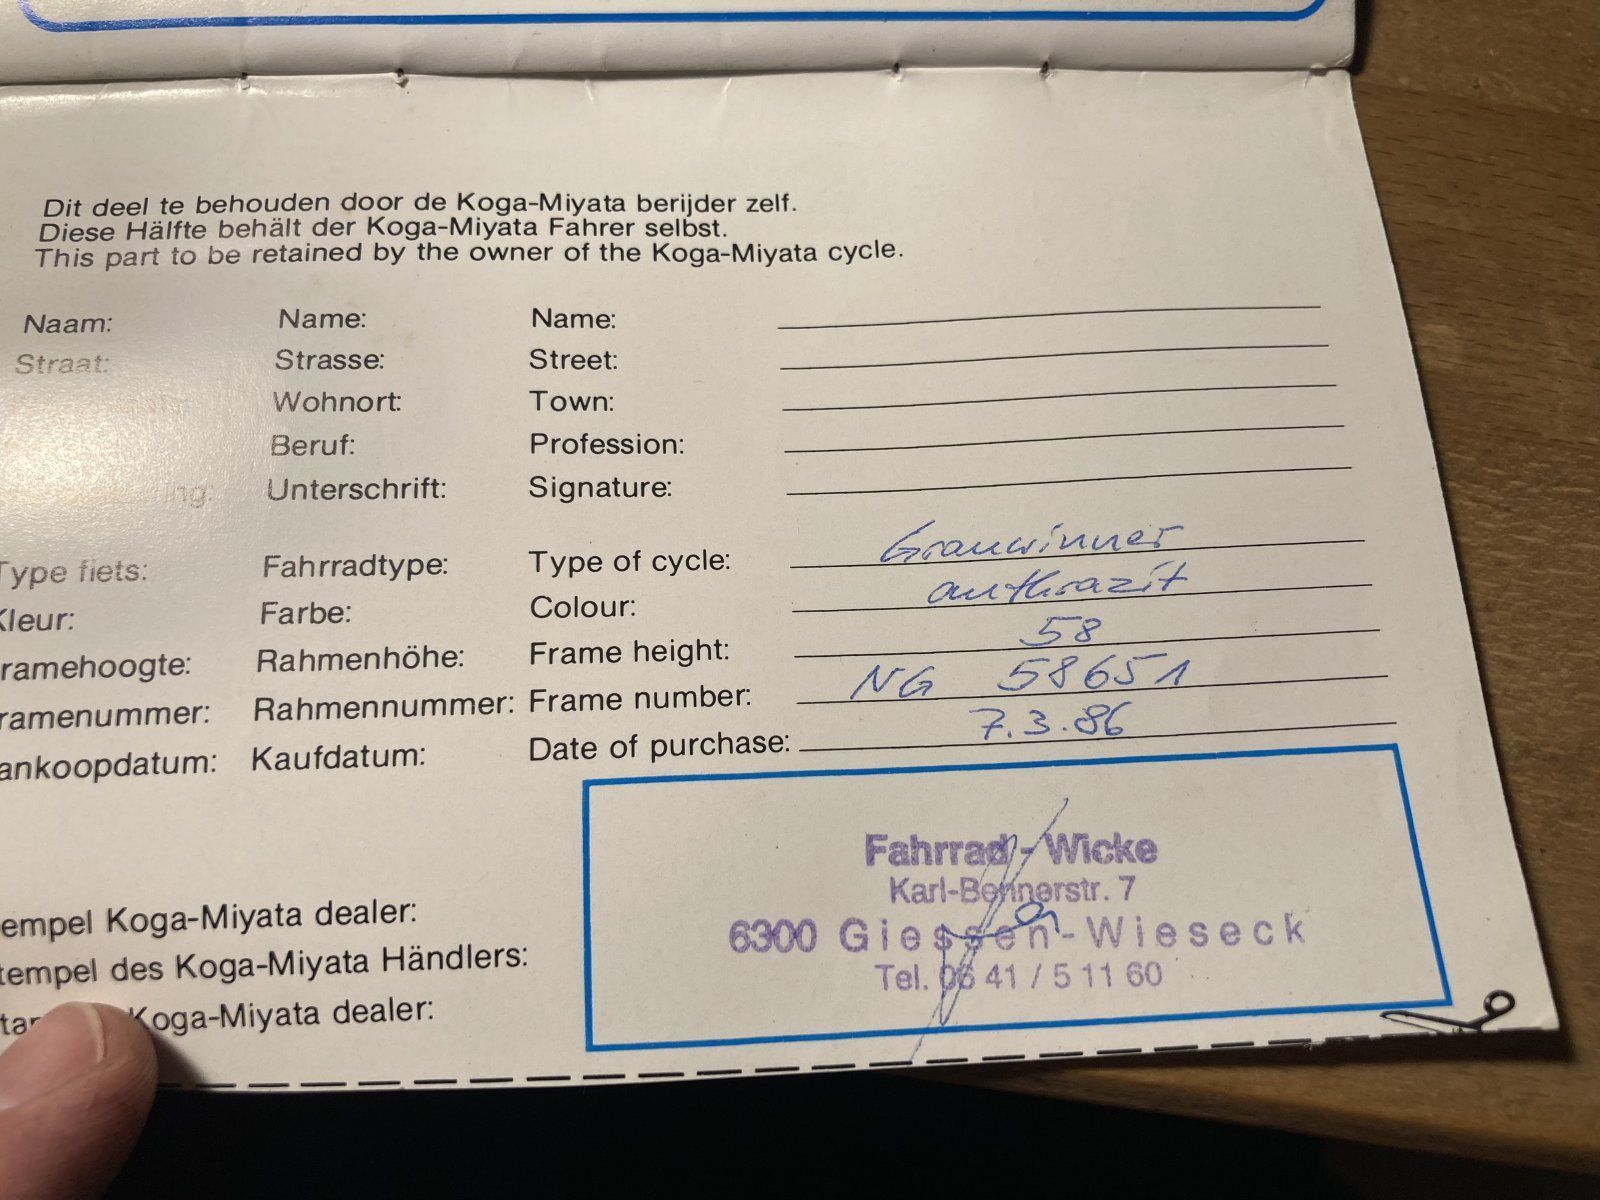 Dit deel te behouden door de Koga-Miyata berijder zelf.
Diese Hälfte behält der Koga-Miyata Fahrer selbst.
This part to be retained by the owner of the Koga-Miyata cycle.
Naam: Name: Name:
Straat: Strasse: Street:
Wohnort: Town:
Beruf: Profession:
Unterschrift: Signature:
Type fiets: Fahrradtype: Type of cycle: Granwinner
Kleur: Farbe: Colour: anthrazit
ramehoogte: Rahmenhöhe: Frame height: 58
ramenummer: Rahmennummer: Frame number: NG 58651
ankoopdatum: Kaufdatum: Date of purchase: 7.3.86
empel Koga-Miyata dealer:
tempel des Koga-Miyata Händlers:
Koga-Miyata dealer:
Fahrrad-Wicke
Karl-Bennerstr. 7
6300 Giessen-Wieseck
Tel. 06 41 / 5 11 60